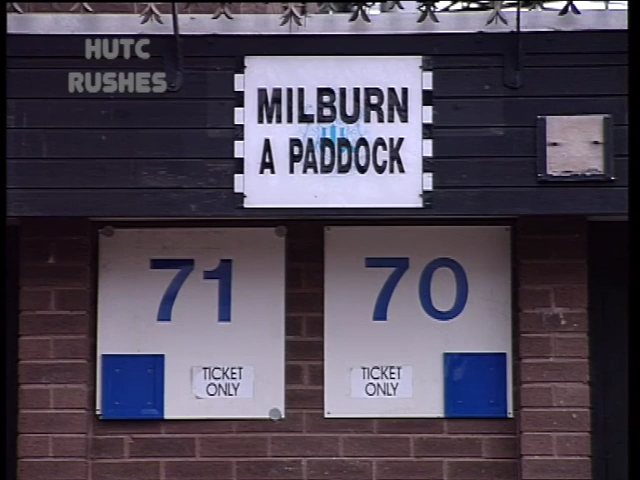 HUTC
RUSHES
MILBURN
A PADDOCK
71
70
TICKET
ONLY
TICKET
ONLY